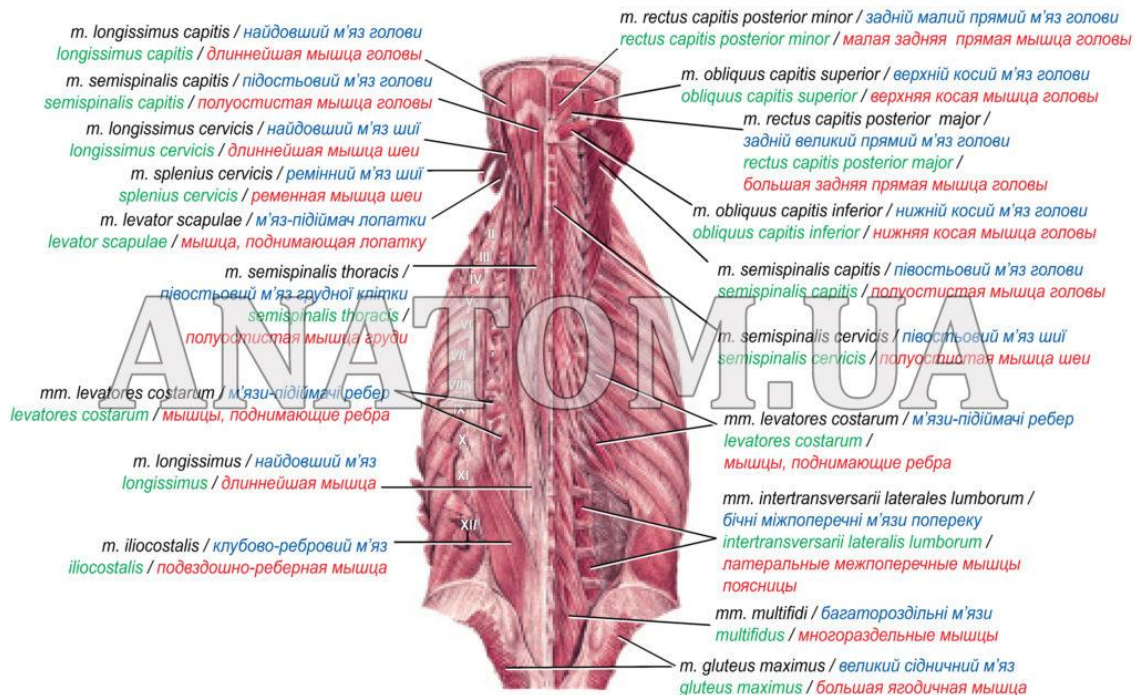 m. longissimus capitis / найдовший м’яз голови
longissimus capitis / длиннейшая мышца головы
m. semispinalis capitis / підостьовий м’яз голови
semispinalis capitis / полуостистая мышца головы
m. longissimus cervicis / найдовший м’яз шиї
longissimus cervicis / длиннейшая мышца шеи
m. splenius cervicis / ремінний м’яз шиї
splenius cervicis / ременная мышца шеи
m. levator scapulae / м’яз-підіймач лопатки
levator scapulae / мышца, поднимающая лопатку
m. semispinalis thoracis /
півостьовий м’яз грудної клітки
semispinalis thoracis /
полуостистая мышца груди
mm. levatores costarum / м’язи-підіймачі ребер
levatores costarum / мышцы, поднимающие ребра
m. longissimus / найдовший м’яз
longissimus / длиннейшая мышца
m. iliocostalis / клубово-ребровий м’яз
iliocostalis / подвздошно-реберная мышца
II
III
IV
V
VI
VII
VIII
IX
X
XI
XII
ANATOM.UA
m. rectus capitis posterior minor / задній малий прямий м’яз голови
rectus capitis posterior minor / малая задняя прямая мышца головы
m. obliquus capitis superior / верхній косий м’яз голови
obliquus capitis superior / верхняя косая мышца головы
m. rectus capitis posterior major /
задній великий прямий м’яз голови
rectus capitis posterior major /
большая задняя прямая мышца головы
m. obliquus capitis inferior / нижній косий м’яз голови
obliquus capitis inferior / нижняя косая мышца головы
m. semispinalis capitis / півостьовий м’яз голови
semispinalis capitis / полуостистая мышца головы
m. semispinalis cervicis / півостьовий м’яз шиї
semispinalis cervicis / полуостистая мышца шеи
mm. levatores costarum / м’язи-підіймачі ребер
levatores costarum /
мышцы, поднимающие ребра
mm. intertransversarii laterales lumborum /
бічні міжпоперечні м’язи попереку
intertransversarii lateralis lumborum /
латеральные межпоперечные мышцы
поясницы
mm. multifidi / багатороздільні м’язи
multifidus / многораздельные мышцы
m. gluteus maximus / великий сідничний м’яз
gluteus maximus / большая ягодичная мышца